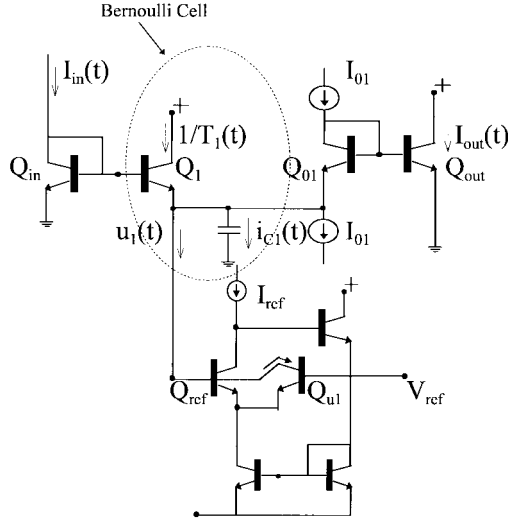 Bernoulli Cell
I_in(t)
+
1/T_1(t)
I_01
+
I_out(t)
Q_in
Q_1
Q_01
Q_out
u_1(t)
i_C1(t)
I_01
I_ref
+
Q_ref
Q_u1
V_ref